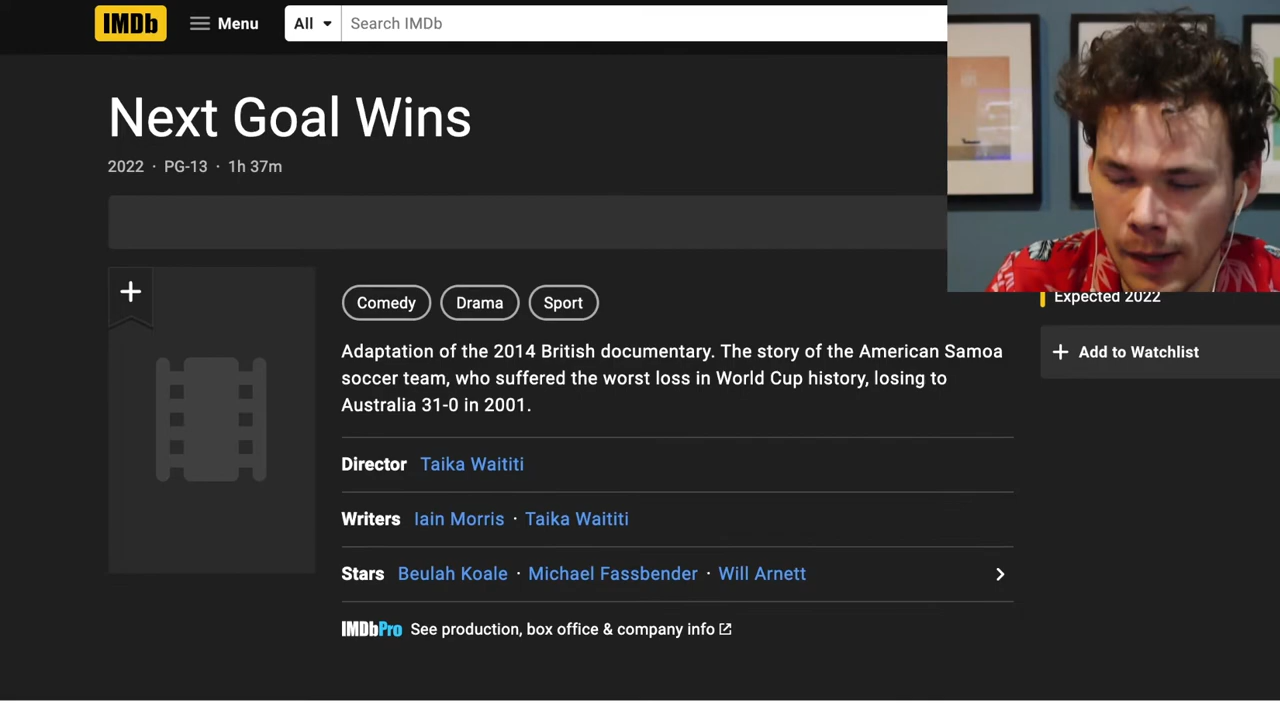 IMDb Menu All Search IMDb
Next Goal Wins
2022 · PG-13 · 1h 37m
Comedy Drama Sport
Expected 2022
Adaptation of the 2014 British documentary. The story of the American Samoa
soccer team, who suffered the worst loss in World Cup history, losing to
Australia 31-0 in 2001.
+ Add to Watchlist
Director Taika Waititi
Writers Iain Morris · Taika Waititi
Stars Beulah Koale · Michael Fassbender · Will Arnett
IMDbPro See production, box office & company info